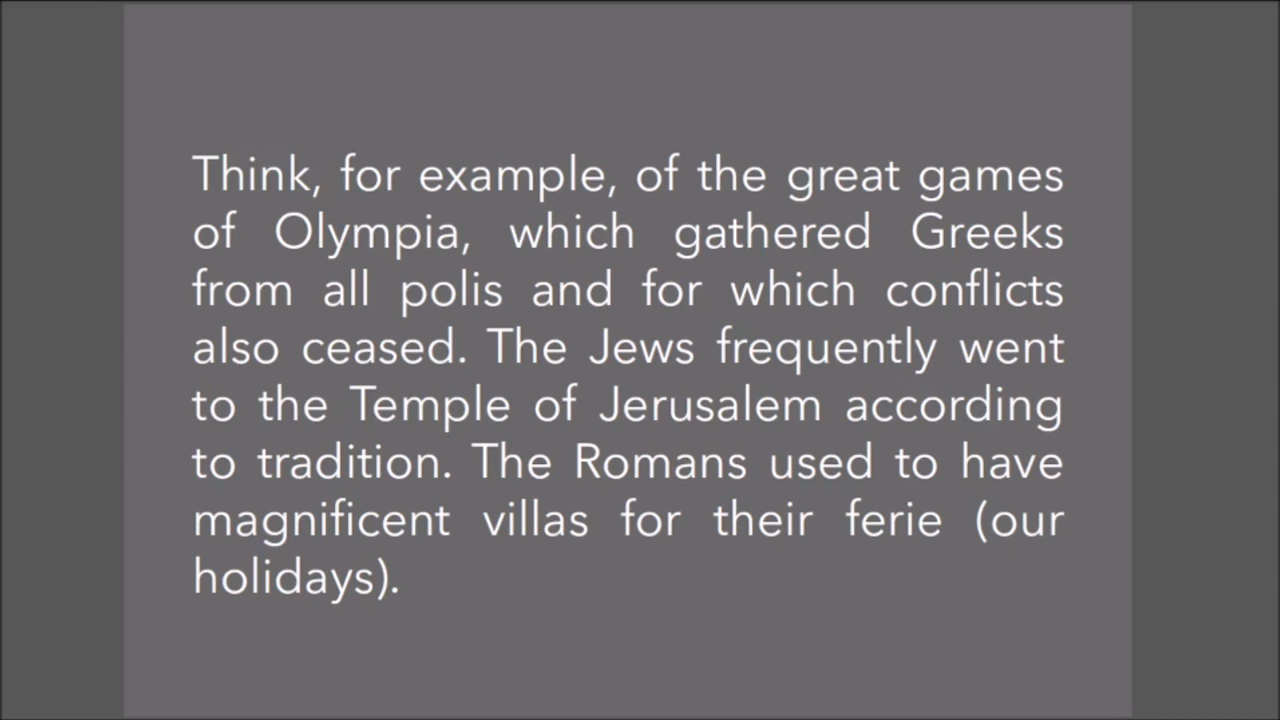 Think, for example, of the great games
of Olympia, which gathered Greeks
from all polis and for which conflicts
also ceased. The Jews frequently went
to the Temple of Jerusalem according
to tradition. The Romans used to have
magnificent villas for their ferie (our
holidays).